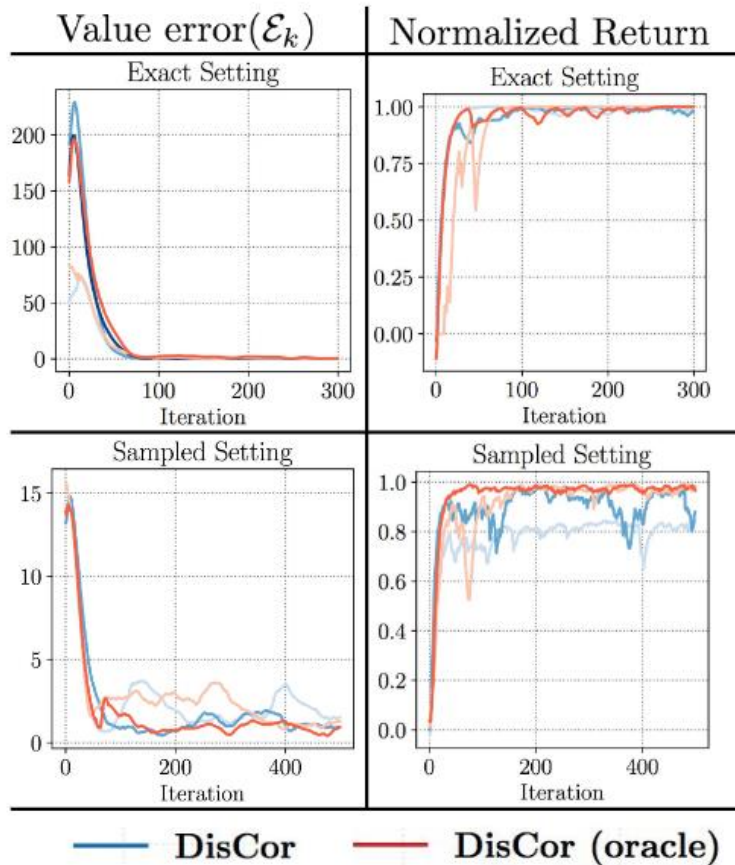 Value error(𝓔ₖ)
Normalized Return
Exact Setting
200
150
100
50
0
0
100
200
300
Iteration
Exact Setting
1.00
0.75
0.50
0.25
0.00
0
100
200
300
Iteration
Sampled Setting
15
10
5
0
0
200
400
Iteration
Sampled Setting
1.0
0.8
0.6
0.4
0.2
0.0
0
200
400
Iteration
DisCor
DisCor (oracle)